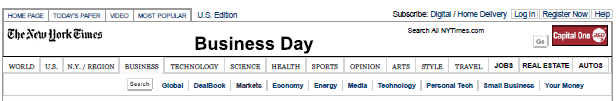 HOME PAGE TODAY'S PAPER VIDEO MOST POPULAR U.S. Edition Subscribe: Digital / Home Delivery Log In Register Now Help
The New York Times Business Day Search All NYTimes.com Go Capital One 360
WORLD U.S. N.Y. / REGION BUSINESS TECHNOLOGY SCIENCE HEALTH SPORTS OPINION ARTS STYLE TRAVEL JOBS REAL ESTATE AUTOS
Search Global DealBook Markets Economy Energy Media Technology Personal Tech Small Business Your Money